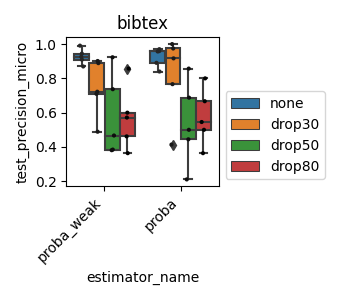 bibtex
test_precision_micro
1.0
0.8
0.6
0.4
0.2
proba_weak
proba
estimator_name
none
drop30
drop50
drop80